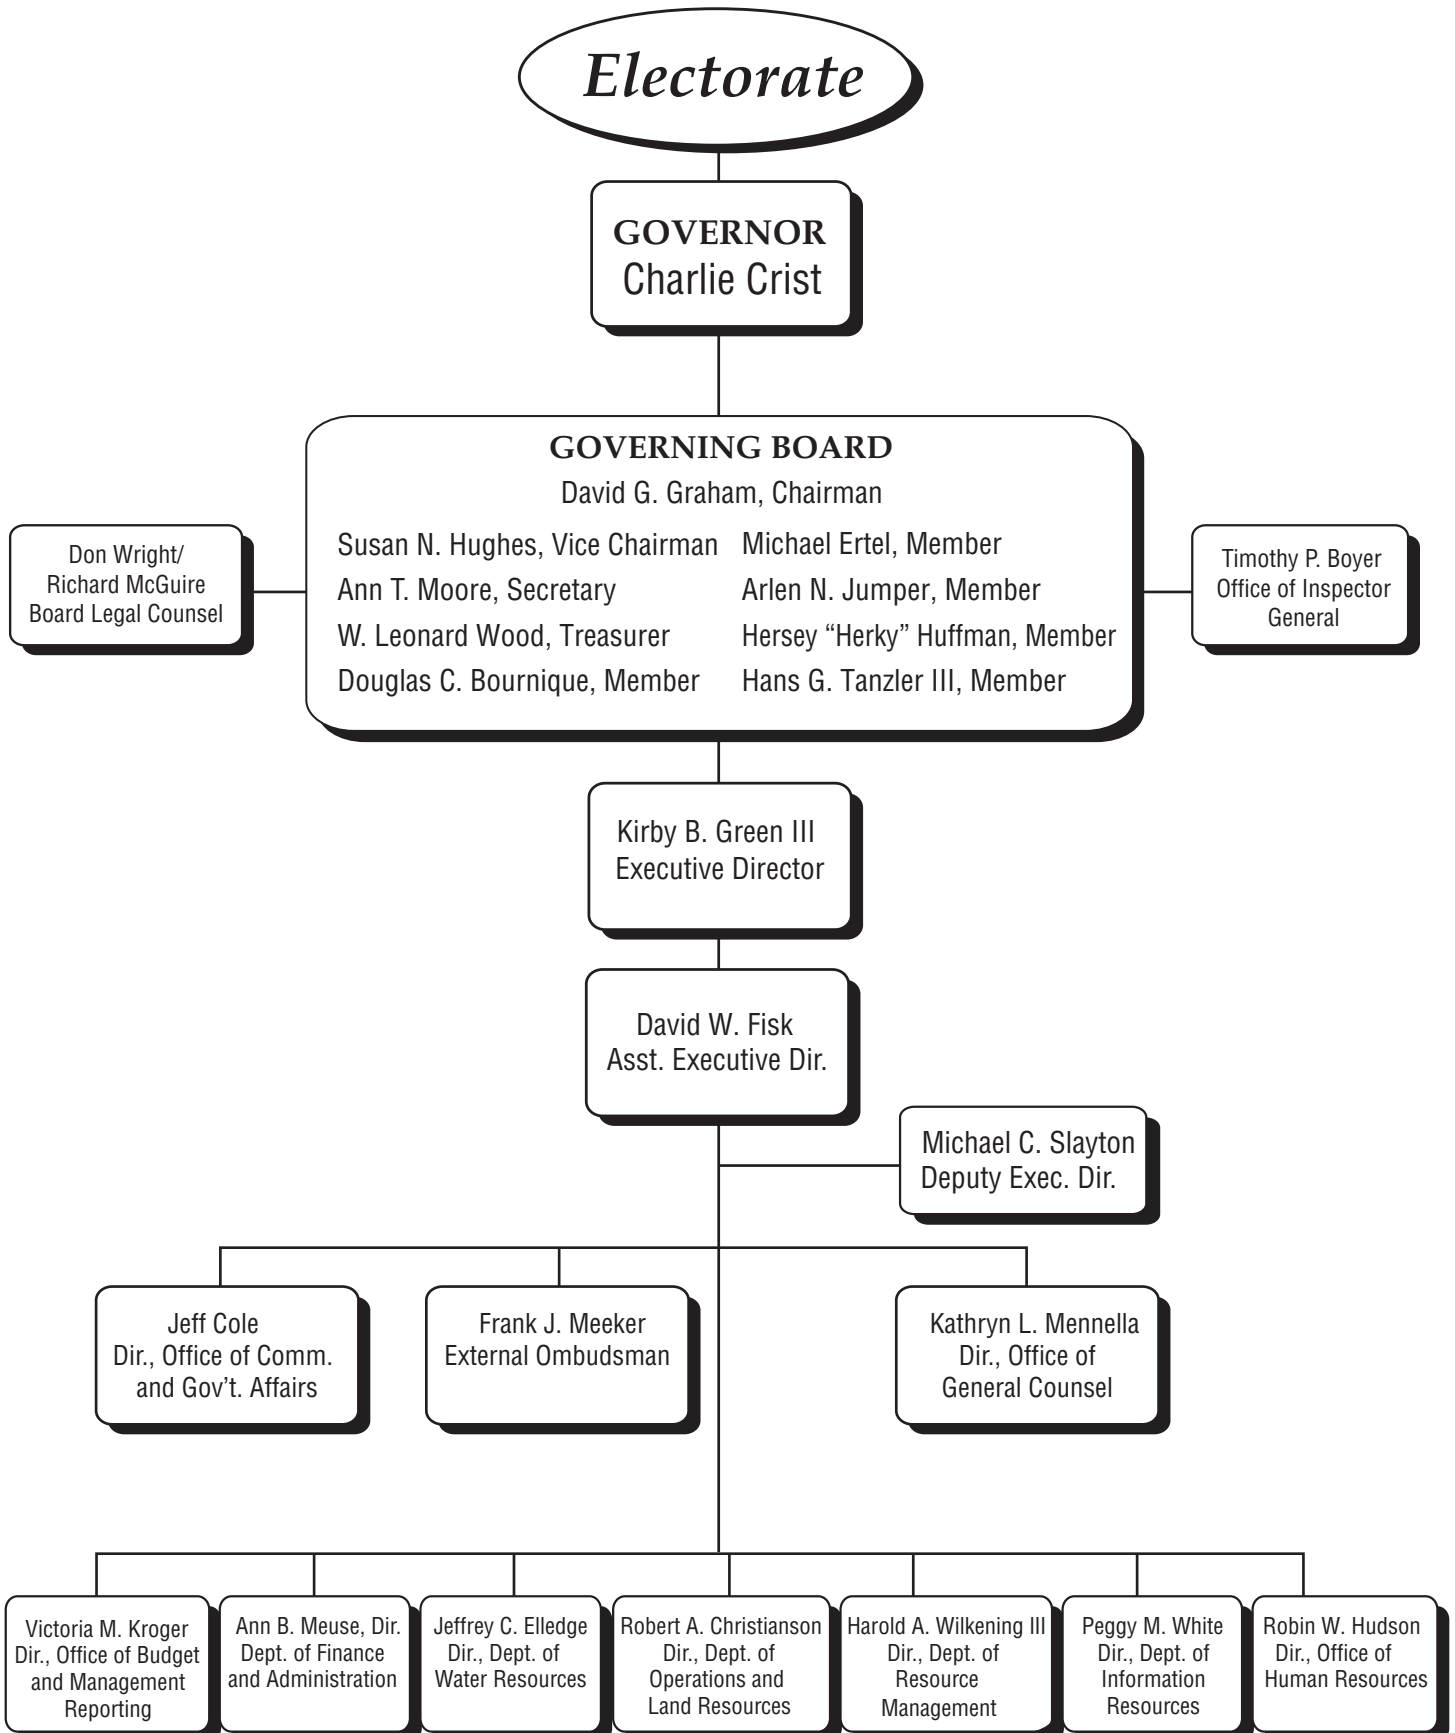 Electorate
GOVERNOR
Charlie Crist
GOVERNING BOARD
David G. Graham, Chairman
Susan N. Hughes, Vice Chairman
Ann T. Moore, Secretary
W. Leonard Wood, Treasurer
Douglas C. Bournique, Member
Michael Ertel, Member
Arlen N. Jumper, Member
Hersey “Herky” Huffman, Member
Hans G. Tanzler III, Member
Don Wright/
Richard McGuire
Board Legal Counsel
Timothy P. Boyer
Office of Inspector
General
Kirby B. Green III
Executive Director
David W. Fisk
Asst. Executive Dir.
Michael C. Slayton
Deputy Exec. Dir.
Jeff Cole
Dir., Office of Comm.
and Gov’t. Affairs
Frank J. Meeker
External Ombudsman
Kathryn L. Mennella
Dir., Office of
General Counsel
Victoria M. Kroger
Dir., Office of Budget
and Management
Reporting
Ann B. Meuse, Dir.
Dept. of Finance
and Administration
Jeffrey C. Elledge
Dir., Dept. of
Water Resources
Robert A. Christianson
Dir., Dept. of
Operations and
Land Resources
Harold A. Wilkening III
Dir., Dept. of
Resource
Management
Peggy M. White
Dir., Dept. of
Information
Resources
Robin W. Hudson
Dir., Office of
Human Resources